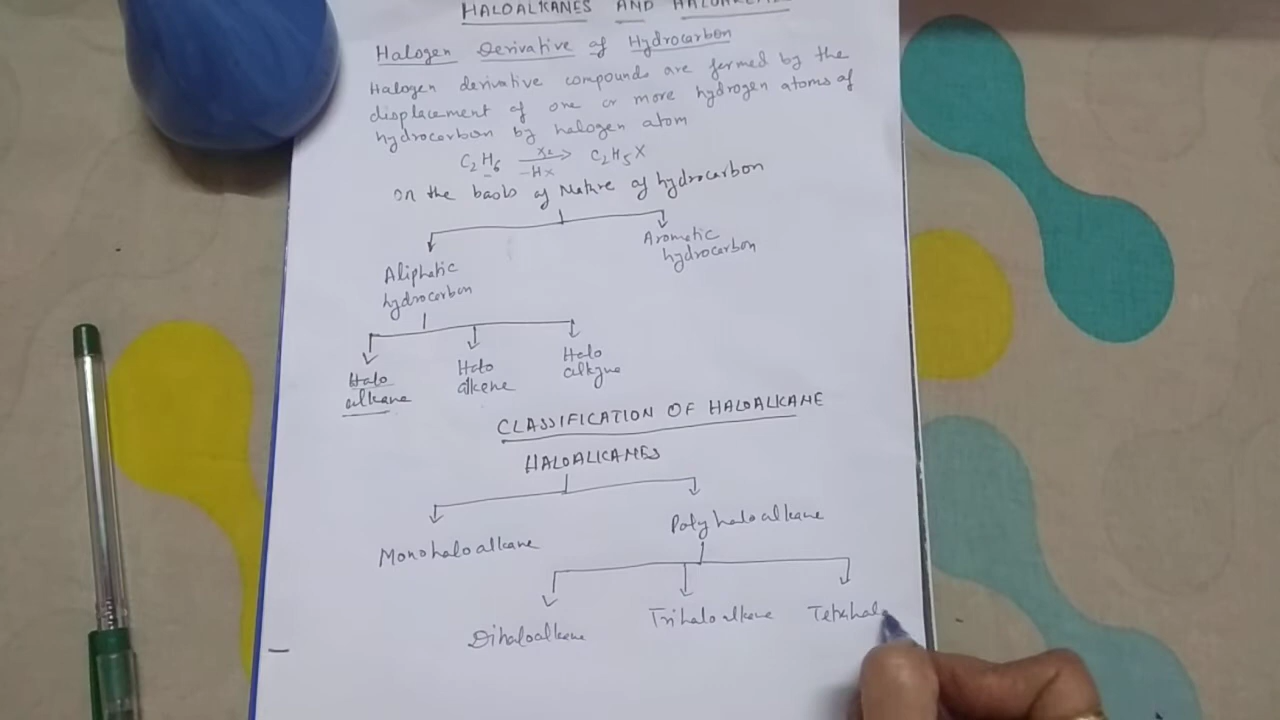 HALOALKANES AND HALOARENE
Halogen Derivative of Hydrocarbon
Halogen derivative compounds are formed by the
displacement of one or more hydrogen atoms of
hydrocarbon by halogen atom
C2H6 X2 -HX > C2H5X
on the basis of Nature of hydrocarbon
Aliphatic
hydrocarbon
Aromatic
hydrocarbon
Halo
alkane
Halo
alkene
Halo
alkyne
CLASSIFICATION OF HALOALKANE
HALOALKANES
Monohaloalkane
Polyhaloalkane
Dihaloalkane
Trihaloalkane
Tetrahal